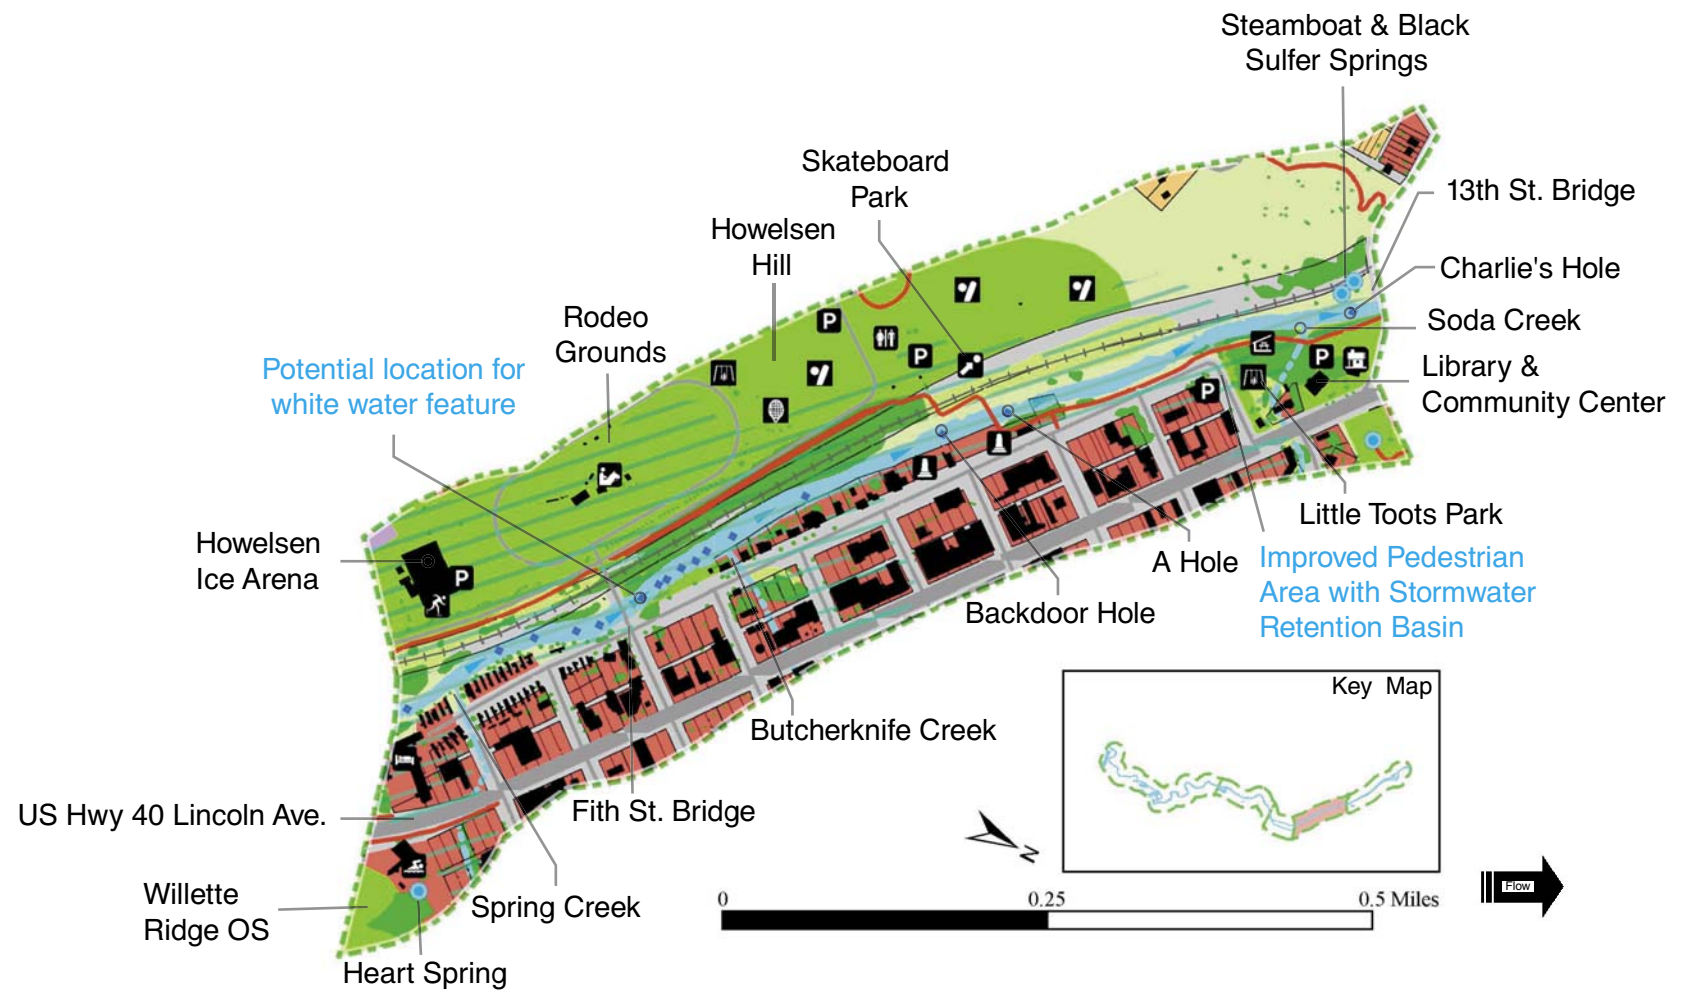 Steamboat & Black
Sulfer Springs
Skateboard
Park
13th St. Bridge
Howelsen
Hill
Charlie's Hole
Rodeo
Grounds
Soda Creek
Potential location for
white water feature
Library &
Community Center
P
P
P
P
P
Little Toots Park
Howelsen
Ice Arena
A Hole
Improved Pedestrian
Area with Stormwater
Retention Basin
Backdoor Hole
Key Map
Butcherknife Creek
US Hwy 40 Lincoln Ave.
Fith St. Bridge
N
Flow
Willette
Ridge OS
Spring Creek
0
0.25
0.5 Miles
Heart Spring